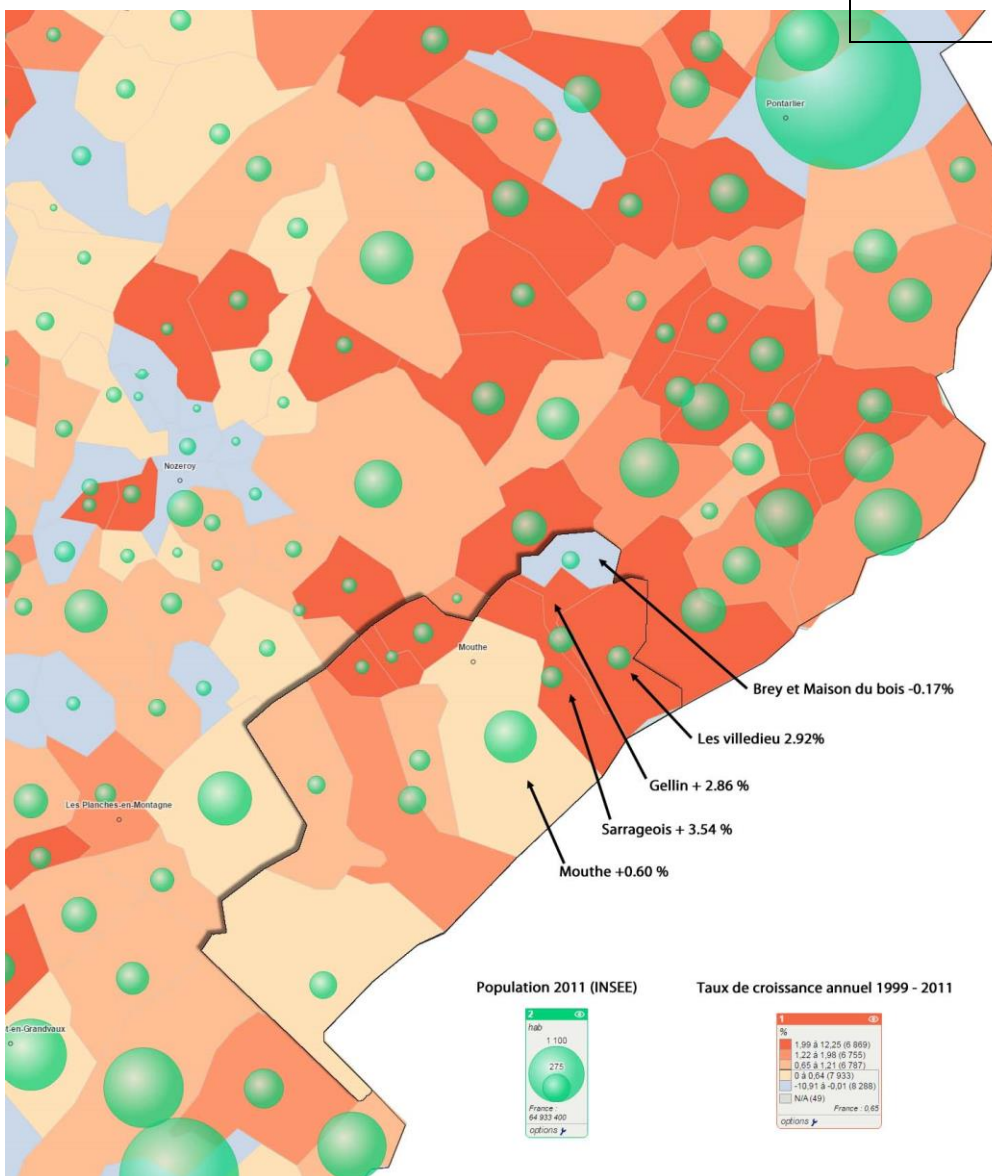 Pontarlier
Nozeroy
Mouthe
Brey et Maison du bois -0.17%
Les villedieu 2.92%
Gellin + 2.86 %
Les Planches-en-Montagne
Sarrageois + 3.54 %
Mouthe +0.60 %
Population 2011 (INSEE)
2
hab
1 100
275
France :
64 933 400
options
Taux de croissance annuel 1999 - 2011
1
%
1,99 à 12,25 (6 869)
1,22 à 1,98 (6 755)
0,65 à 1,21 (6 787)
0 à 0,64 (7 933)
-10,91 à -0,01 (8 288)
N/A (49)
France : 0,65
options
t-en-Grandvaux